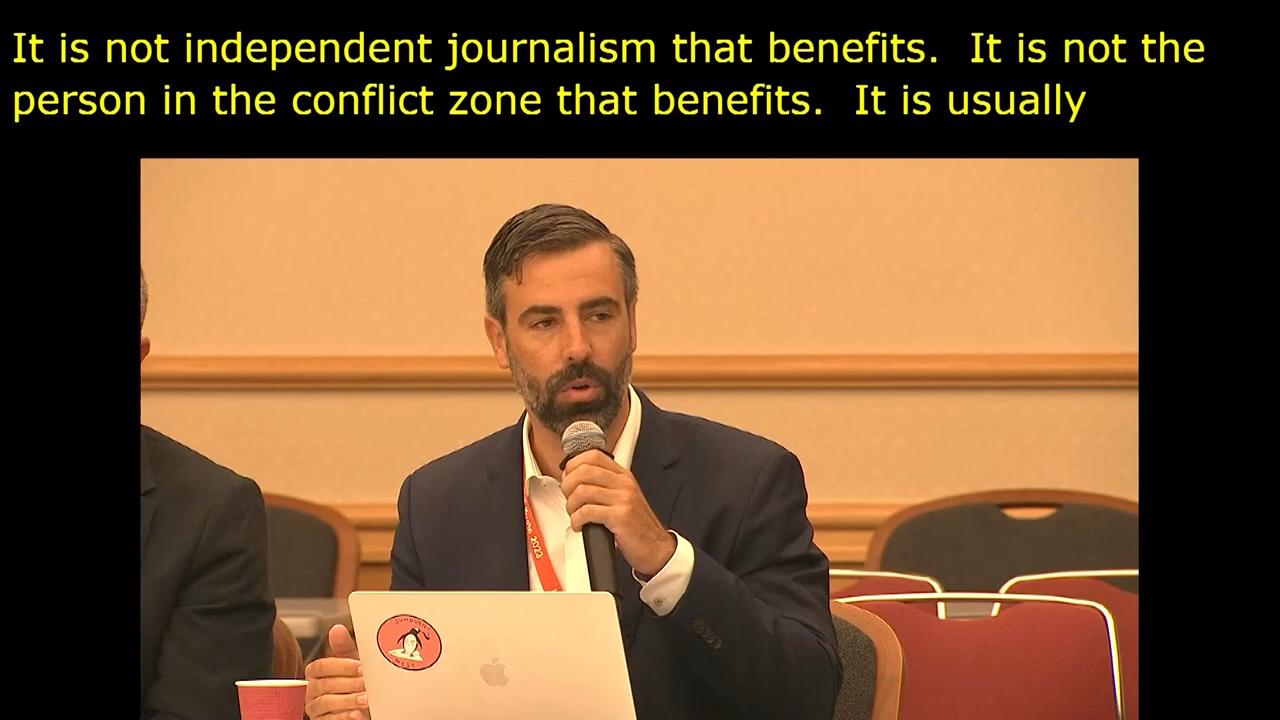 It is not independent journalism that benefits.  It is not the
person in the conflict zone that benefits.  It is usually
2023